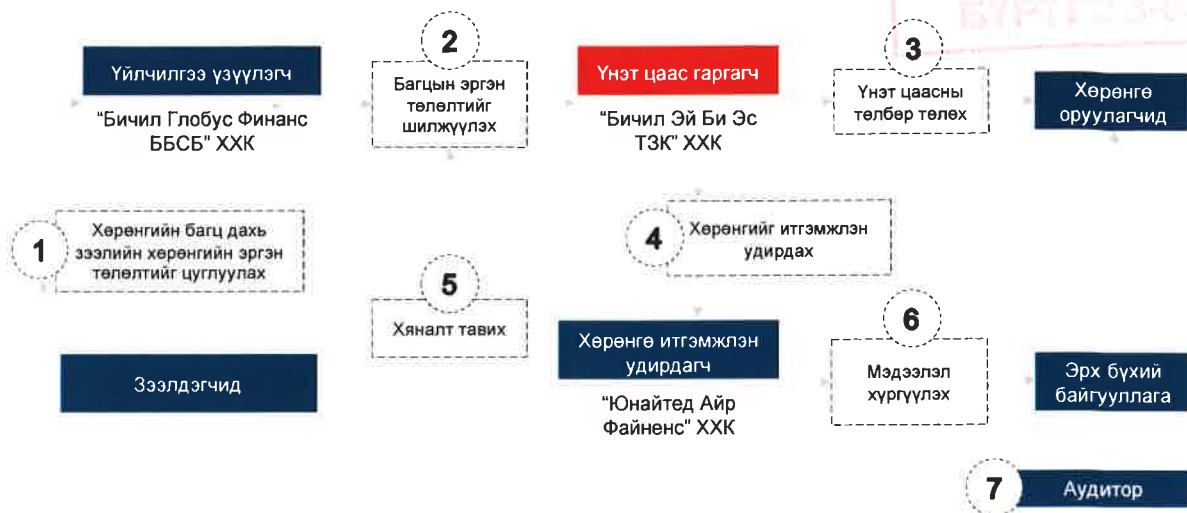 2
3
Үйлчилгээ үзүүлэгч
"Бичил Глобус Финанс
ББСБ" ХХК
Багцын эргэн
төлөлтийг
шилжүүлэх
Үнэт цаас гаргагч
"Бичил Эй Би Эс
ТЗК" ХХК
Үнэт цаасны
төлбөр төлөх
Хөрөнгө
оруулагчид
1
Хөрөнгийн багц дахь
зээлийн хөрөнгийн эргэн
төлөлтийг цуглуулах
4
Хөрөнгийг итгэмжлэн
удирдах
5
Хяналт тавих
Зээлдэгчид
Хөрөнгө итгэмжлэн
удирдагч
"Юнайтед Айр
Файненс" ХХК
6
Мэдээлэл
хүргүүлэх
Эрх бүхий
байгууллага
7
Аудитор